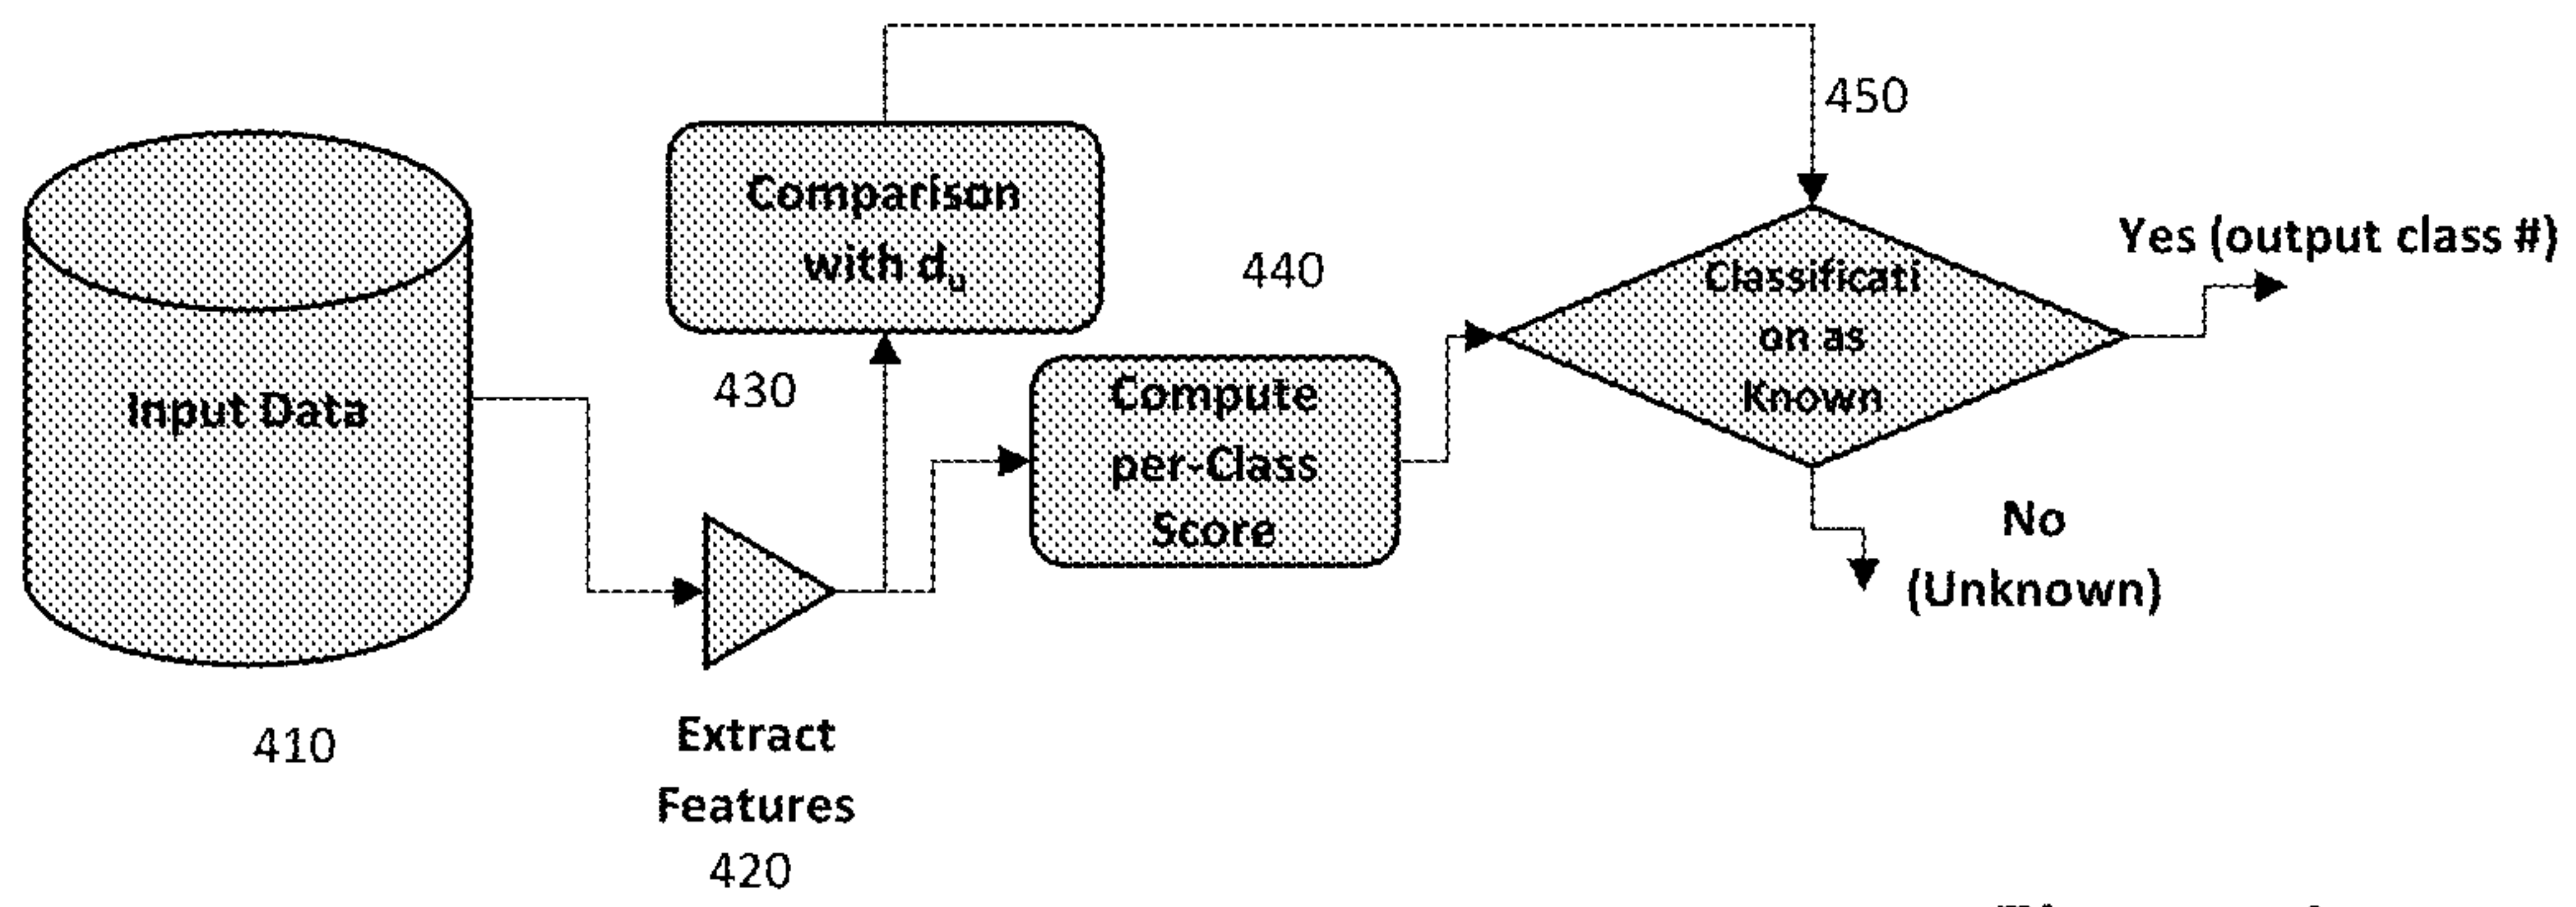 450
Comparison
with du
Yes (output class #)
440
Classificati
on as
Known
Input Data
430
Compute
per-Class
Score
No
(Unknown)
410
Extract
Features
420